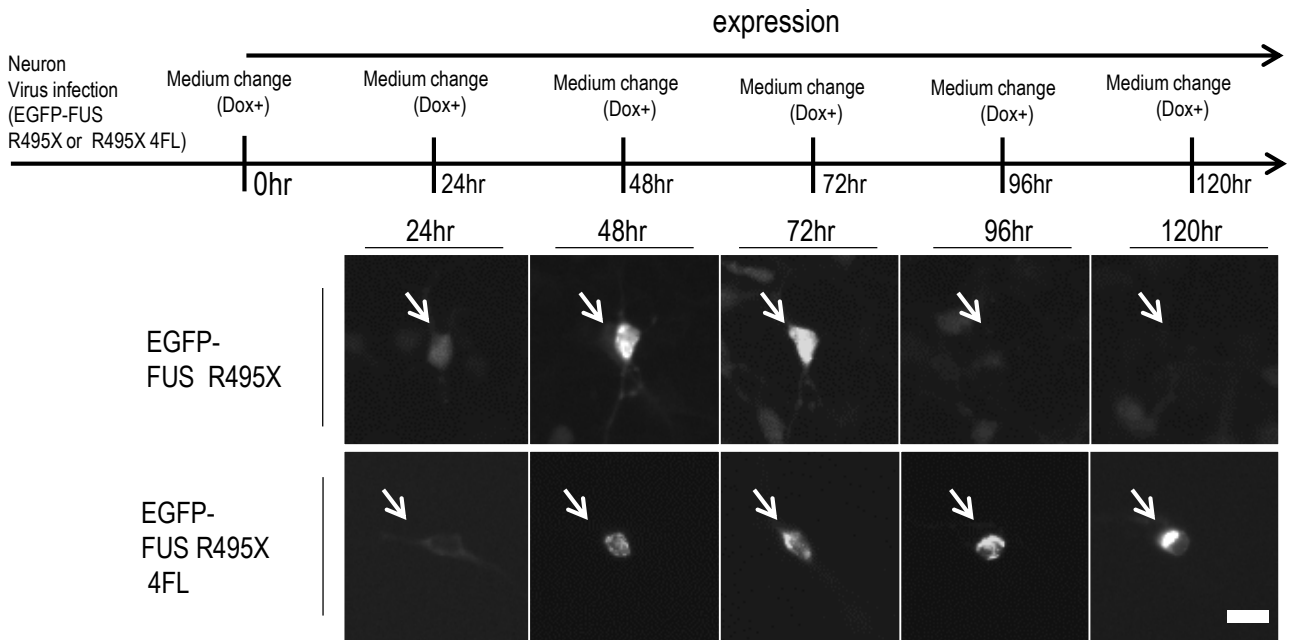 expression
Neuron
Virus infection
(EGFP-FUS
R495X or R495X 4FL)
Medium change
(Dox+)
Medium change
(Dox+)
Medium change
(Dox+)
Medium change
(Dox+)
Medium change
(Dox+)
Medium change
(Dox+)
0hr
24hr
48hr
72hr
96hr
120hr
24hr
48hr
72hr
96hr
120hr
EGFP-
FUS R495X
EGFP-
FUS R495X
4FL